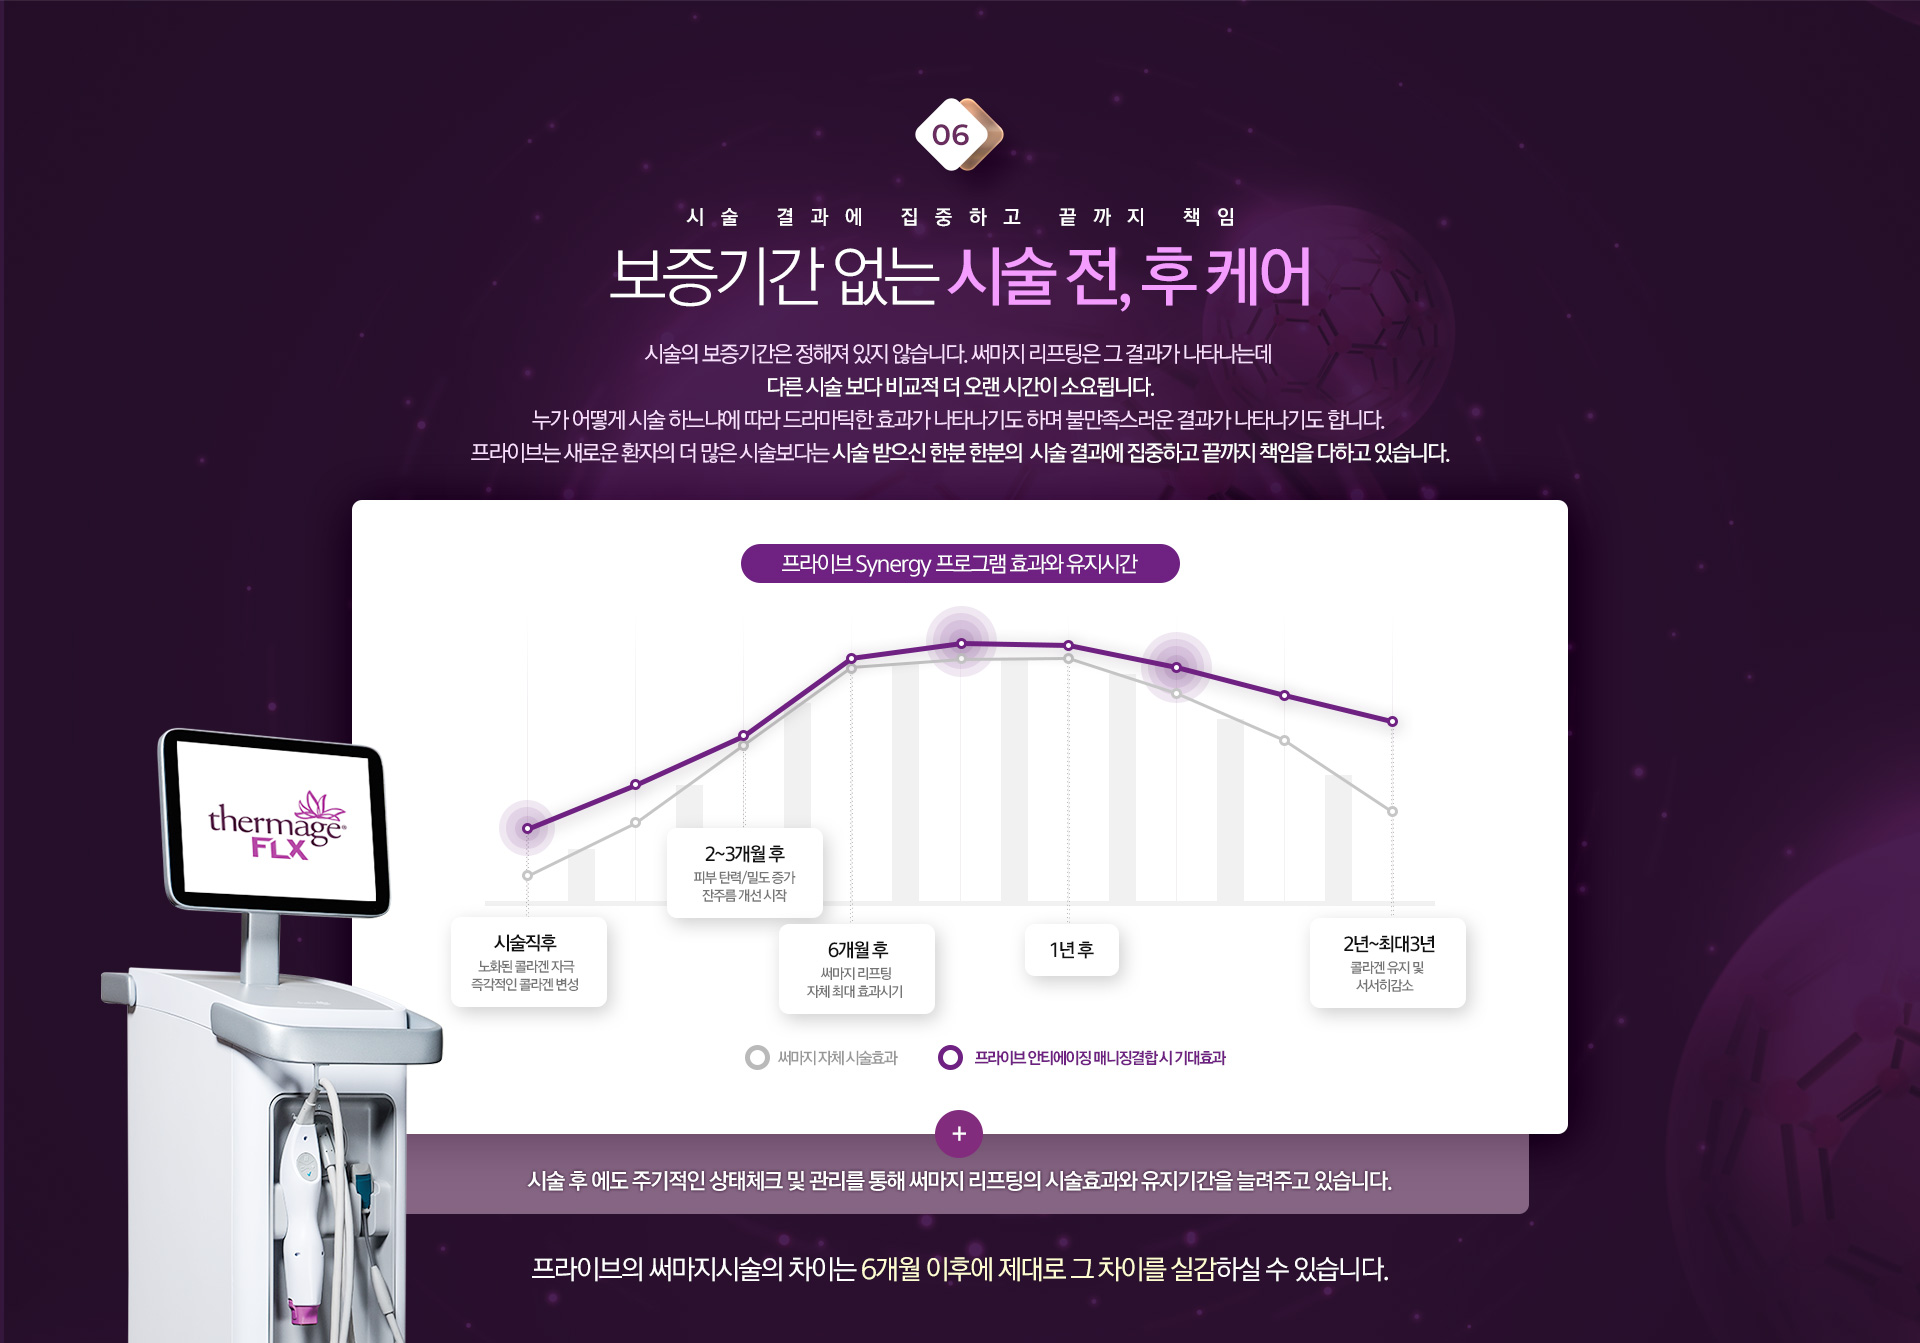 06
시술 결과에 집중하고 끝까지 책임
보증기간 없는 시술 전, 후 케어
시술의 보증기간은 정해져 있지 않습니다. 써마지 리프팅은 그 결과가 나타나는데
다른 시술 보다 비교적 더 오랜 시간이 소요됩니다.
누가 어떻게 시술 하느냐에 따라 드라마틱한 효과가 나타나기도 하며 불만족스러운 결과가 나타나기도 합니다.
프라이브는 새로운 환자의 더 많은 시술보다는 시술 받으신 한분 한분의 시술 결과에 집중하고 끝까지 책임을 다하고 있습니다.
프라이브 Synergy 프로그램 효과와 유지시간
thermage®
FLX
2~3개월 후
피부 탄력/밀도 증가
잔주름 개선 시작
시술직후
노화된 콜라겐 자극
즉각적인 콜라겐 변성
6개월 후
써마지 리프팅
자체 최대 효과시기
1년 후
2년~최대3년
콜라겐 유지 및
서서히감소
써마지 자체 시술효과
프라이브 안티에이징 매니징결합 시 기대효과
+
시술 후 에도 주기적인 상태체크 및 관리를 통해 써마지 리프팅의 시술효과와 유지기간을 늘려주고 있습니다.
프라이브의 써마지시술의 차이는 6개월 이후에 제대로 그 차이를 실감하실 수 있습니다.